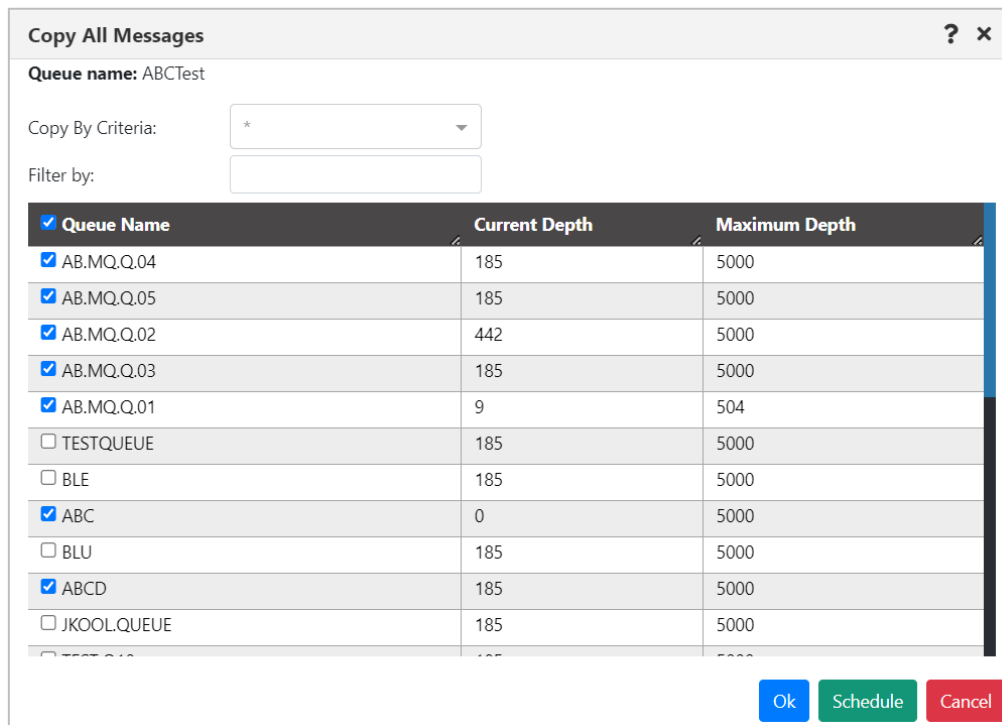 Copy All Messages ? ×
Queue name: ABCTest
Copy By Criteria: *
Filter by:
Queue Name Current Depth Maximum Depth
AB.MQ.Q.04 185 5000
AB.MQ.Q.05 185 5000
AB.MQ.Q.02 442 5000
AB.MQ.Q.03 185 5000
AB.MQ.Q.01 9 504
TESTQUEUE 185 5000
BLE 185 5000
ABC 0 5000
BLU 185 5000
ABCD 185 5000
JKOOL.QUEUE 185 5000
Ok Schedule Cancel